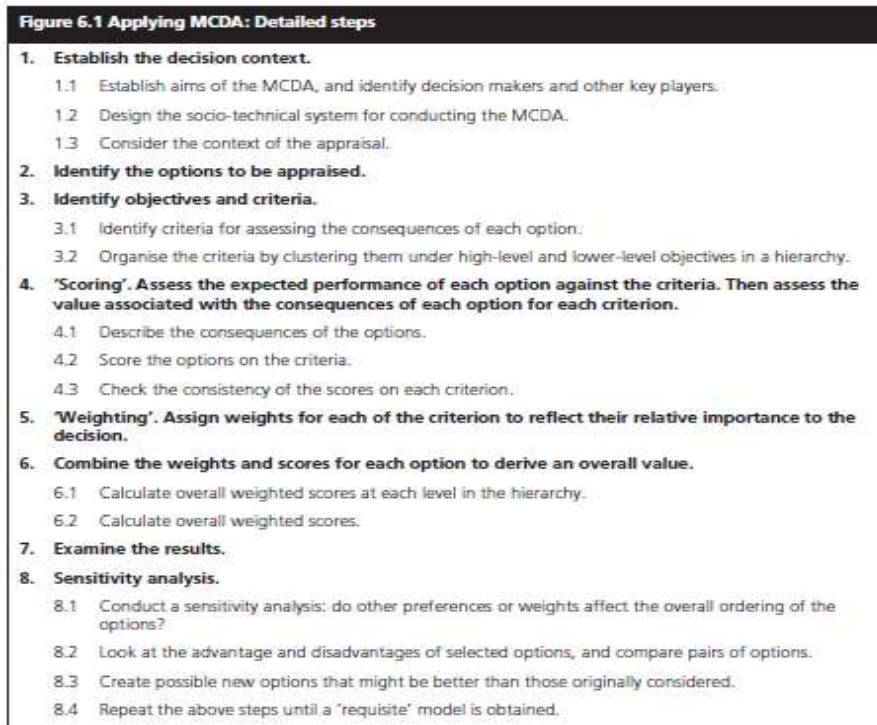 Figure 6.1 Applying MCDA: Detailed steps
1. Establish the decision context.
1.1 Establish aims of the MCDA, and identify decision makers and other key players.
1.2 Design the socio-technical system for conducting the MCDA.
1.3 Consider the context of the appraisal.
2. Identify the options to be appraised.
3. Identify objectives and criteria.
3.1 Identify criteria for assessing the consequences of each option.
3.2 Organise the criteria by clustering them under high-level and lower-level objectives in a hierarchy.
4. 'Scoring'. Assess the expected performance of each option against the criteria. Then assess the
value associated with the consequences of each option for each criterion.
4.1 Describe the consequences of the options.
4.2 Score the options on the criteria.
4.3 Check the consistency of the scores on each criterion.
5. 'Weighting'. Assign weights for each of the criterion to reflect their relative importance to the
decision.
6. Combine the weights and scores for each option to derive an overall value.
6.1 Calculate overall weighted scores at each level in the hierarchy.
6.2 Calculate overall weighted scores.
7. Examine the results.
8. Sensitivity analysis.
8.1 Conduct a sensitivity analysis: do other preferences or weights affect the overall ordering of the
options?
8.2 Look at the advantage and disadvantages of selected options, and compare pairs of options.
8.3 Create possible new options that might be better than those originally considered.
8.4 Repeat the above steps until a 'requisite' model is obtained.